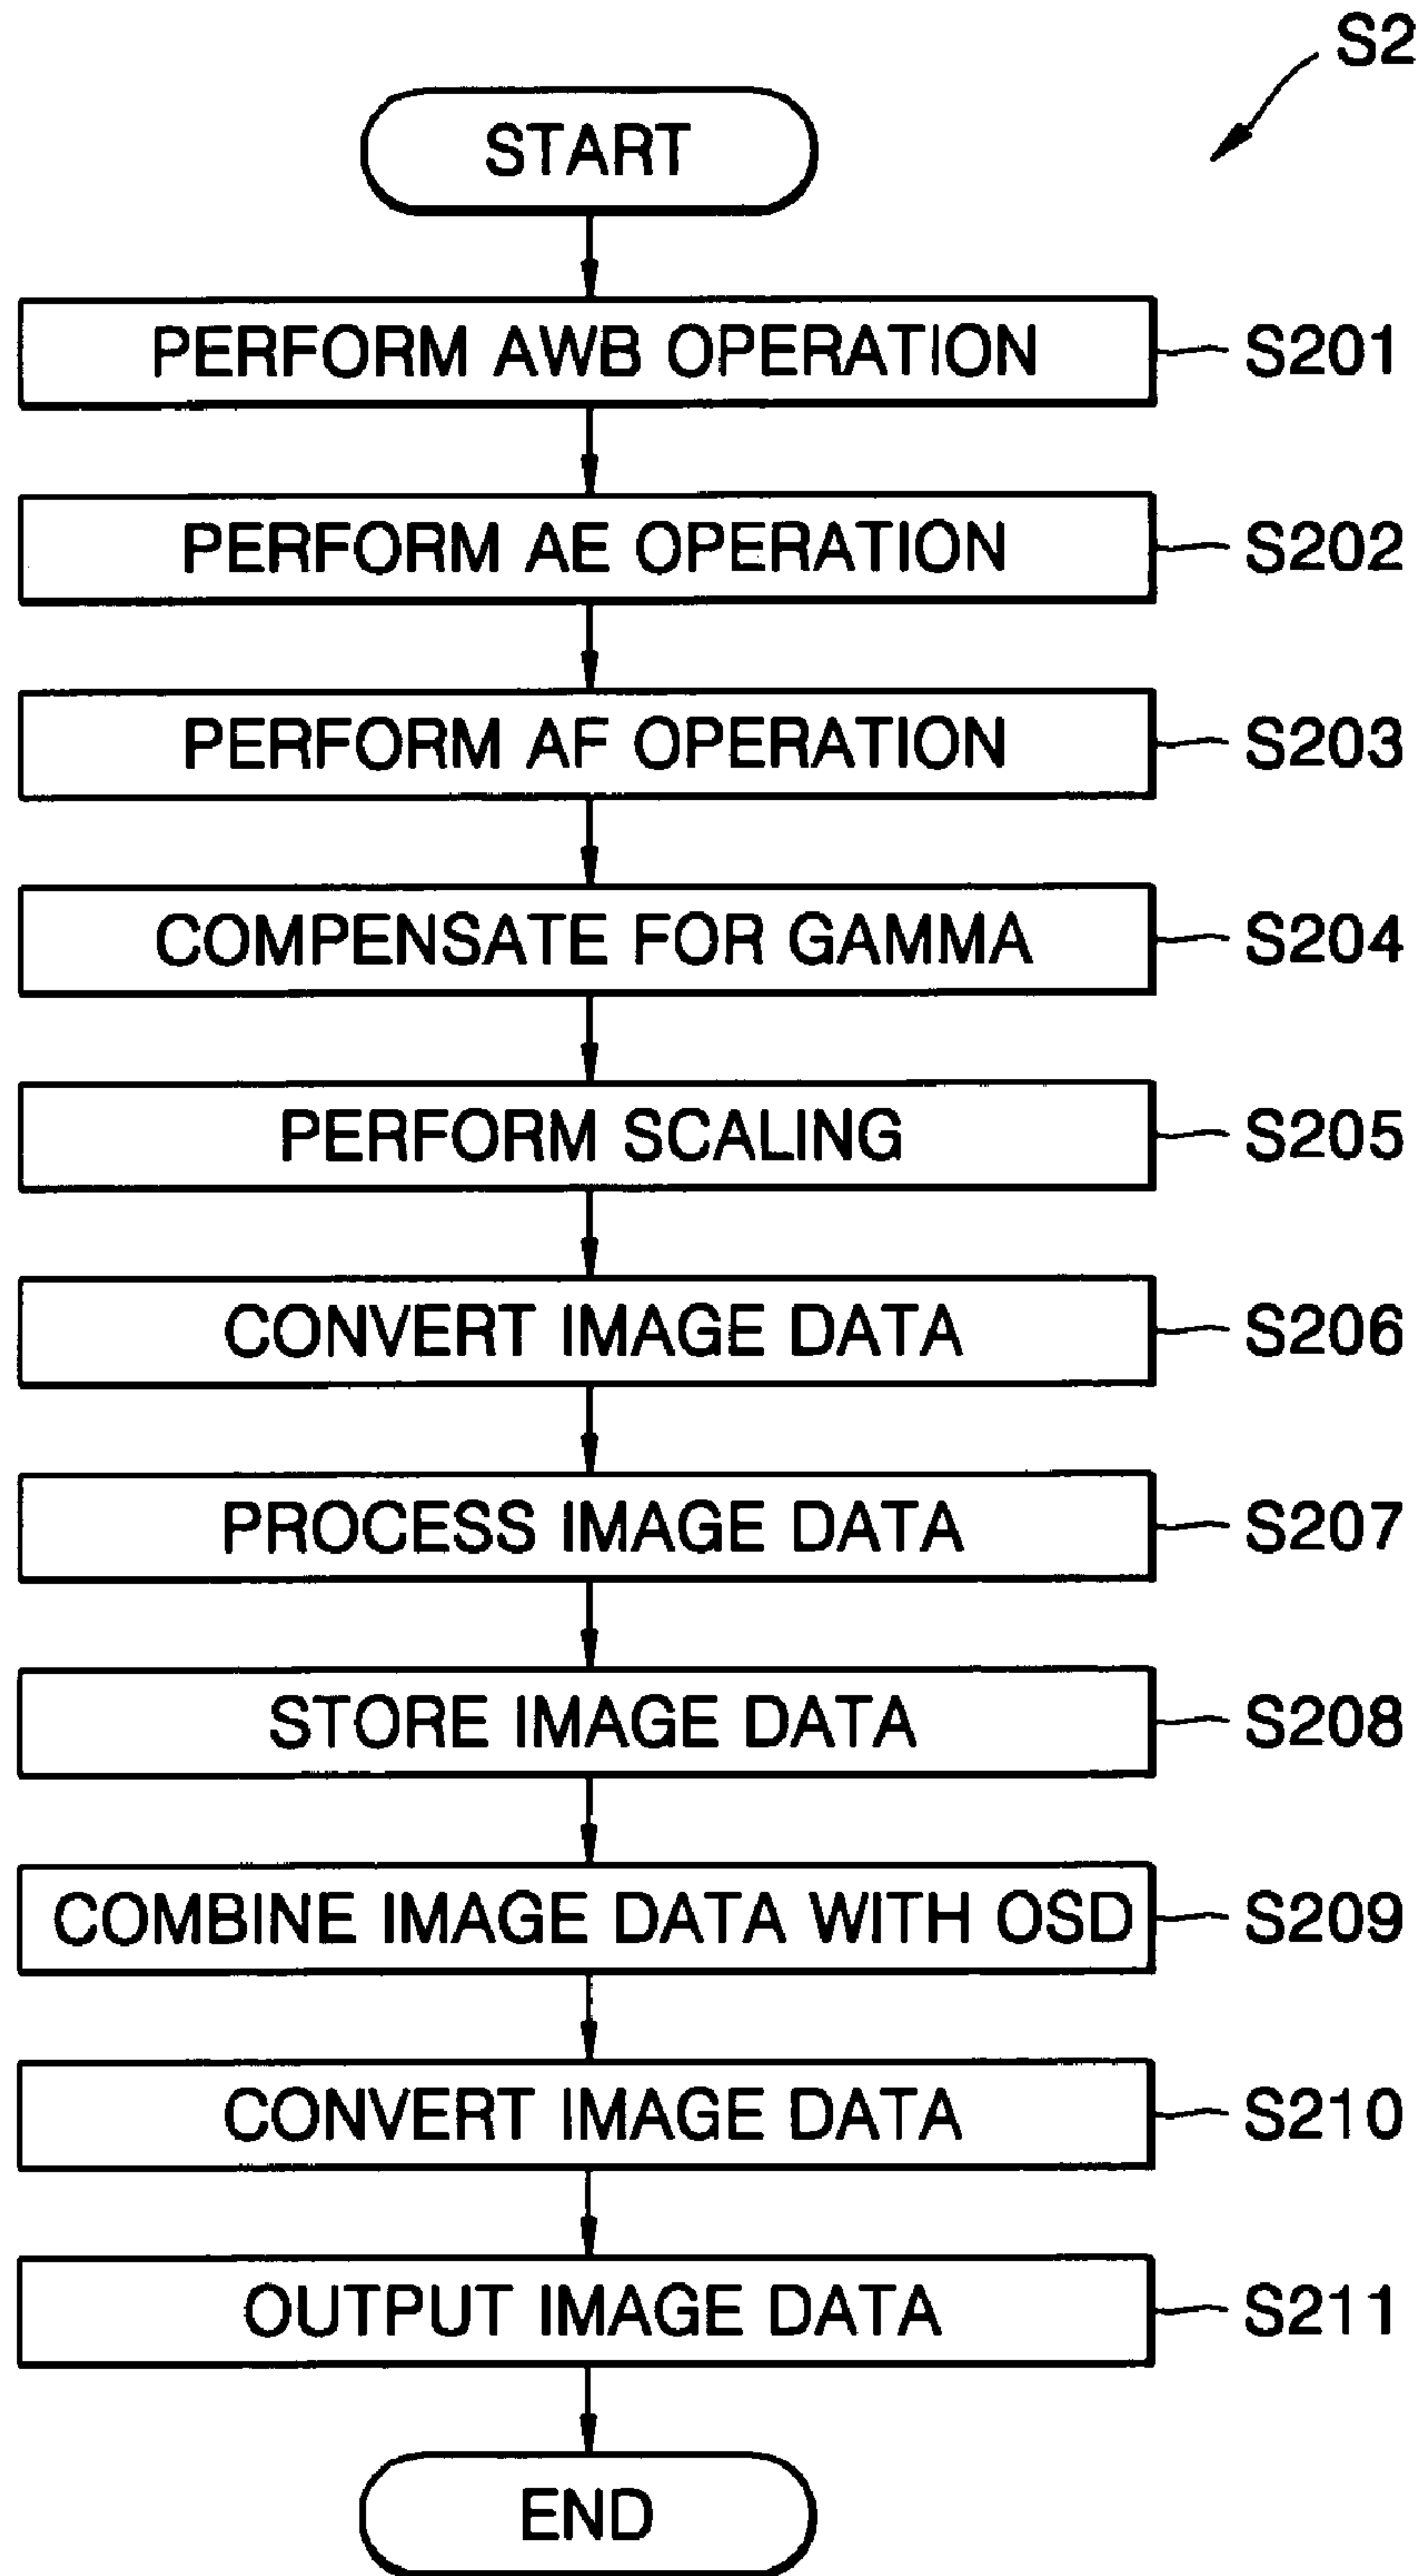 S2
START
PERFORM AWB OPERATION S201
PERFORM AE OPERATION S202
PERFORM AF OPERATION S203
COMPENSATE FOR GAMMA S204
PERFORM SCALING S205
CONVERT IMAGE DATA S206
PROCESS IMAGE DATA S207
STORE IMAGE DATA S208
COMBINE IMAGE DATA WITH OSD S209
CONVERT IMAGE DATA S210
OUTPUT IMAGE DATA S211
END